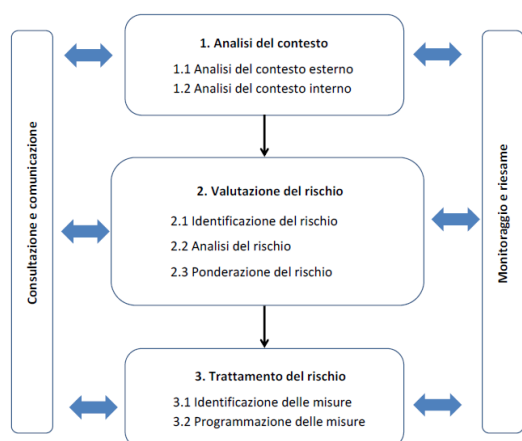 Consultazione e comunicazione
1. Analisi del contesto
1.1 Analisi del contesto esterno
1.2 Analisi del contesto interno
2. Valutazione del rischio
2.1 Identificazione del rischio
2.2 Analisi del rischio
2.3 Ponderazione del rischio
3. Trattamento del rischio
3.1 Identificazione delle misure
3.2 Programmazione delle misure
Monitoraggio e riesame